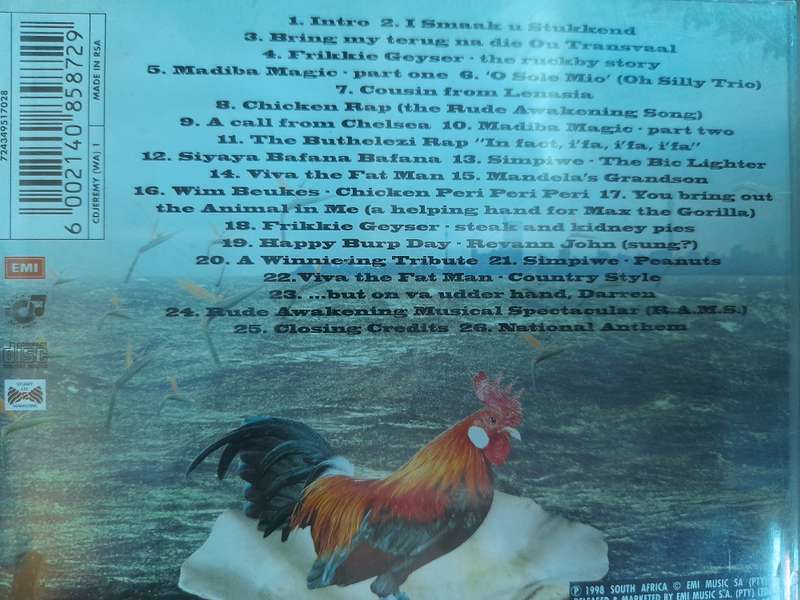 1. Intro 2. I Smaak u Stukkend
3. Bring my terug na die Ou Transvaal
4. Frikkie Geyser · the ruckby story
5. Madiba Magic · part one 6. 'O Sole Mio' (Oh Silly Trio)
7. Cousin from Lenasia
8. Chicken Rap (the Rude Awakening Song)
9. A call from Chelsea 10. Madiba Magic · part two
11. The Buthelezi Rap "In fact, i'fa, i'fa, i'fa"
12. Siyaya Bafana Bafana 13. Simpiwe · The Bic Lighter
14. Viva the Fat Man 15. Mandela's Grandson
16. Wim Beukes · Chicken Peri Peri Peri 17. You bring out
the Animal in Me (a helping hand for Max the Gorilla)
18. Frikkie Geyser · steak and kidney pies
19. Happy Burp Day · Revann John (sung?)
20. A Winnie-ing Tribute 21. Simpiwe · Peanuts
22. Viva the Fat Man · Country Style
23. ...but on va udder hand, Darren
24. Rude Awakening Musical Spectacular (R.A.M.S.)
25. Closing Credits 26. National Anthem
724349517028
6 002140 858729
CDJEREMY (WA) 1
MADE IN RSA
EMI
disc
℗ 1998 SOUTH AFRICA © EMI MUSIC SA (PTY)
RELEASED & MARKETED BY EMI MUSIC S.A. (PTY)